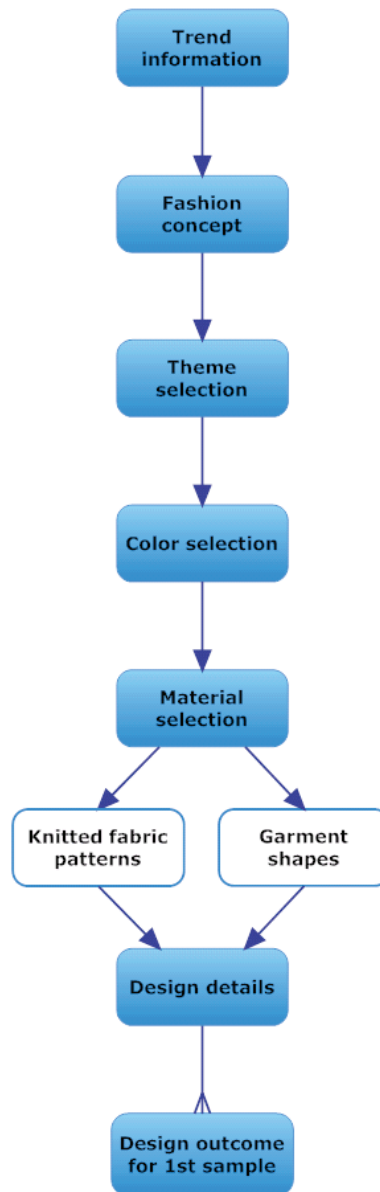 Trend
information
Fashion
concept
Theme
selection
Color selection
Material
selection
Knitted fabric
patterns
Garment
shapes
Design details
Design outcome
for 1st sample